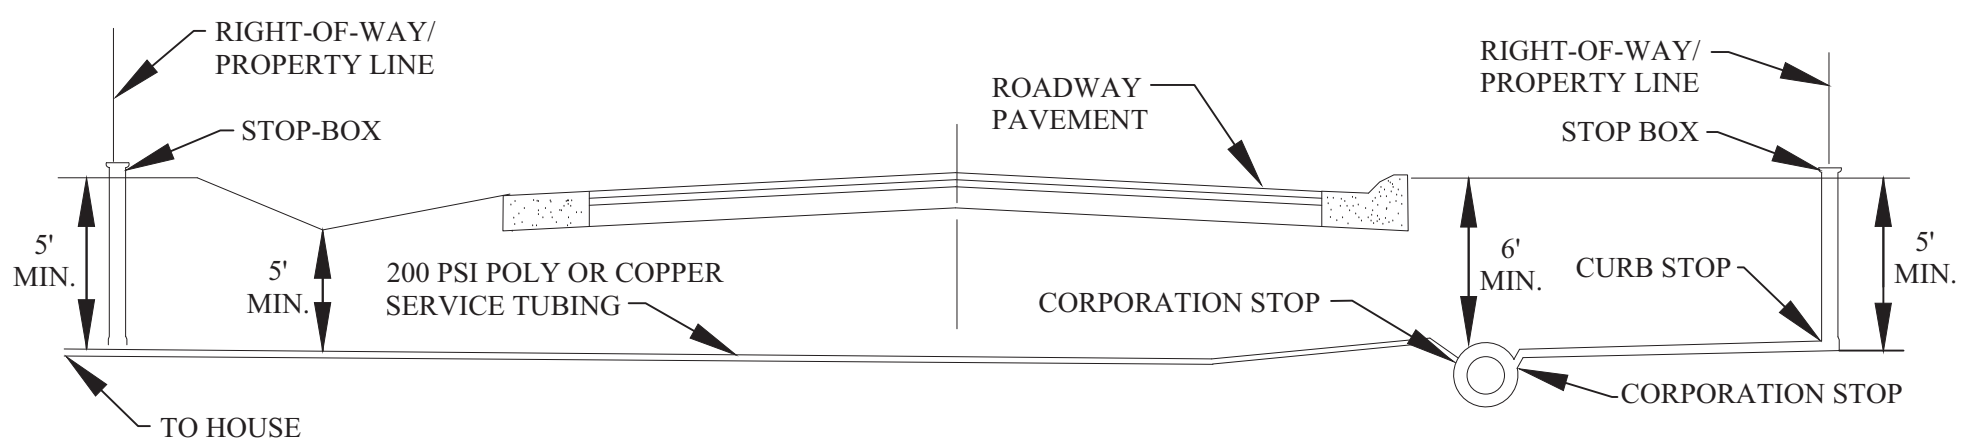 RIGHT-OF-WAY/
PROPERTY LINE
STOP-BOX
ROADWAY
PAVEMENT
RIGHT-OF-WAY/
PROPERTY LINE
STOP BOX
5'
MIN.
5'
MIN.
200 PSI POLY OR COPPER
SERVICE TUBING
CORPORATION STOP
6'
MIN.
CURB STOP
5'
MIN.
CORPORATION STOP
TO HOUSE